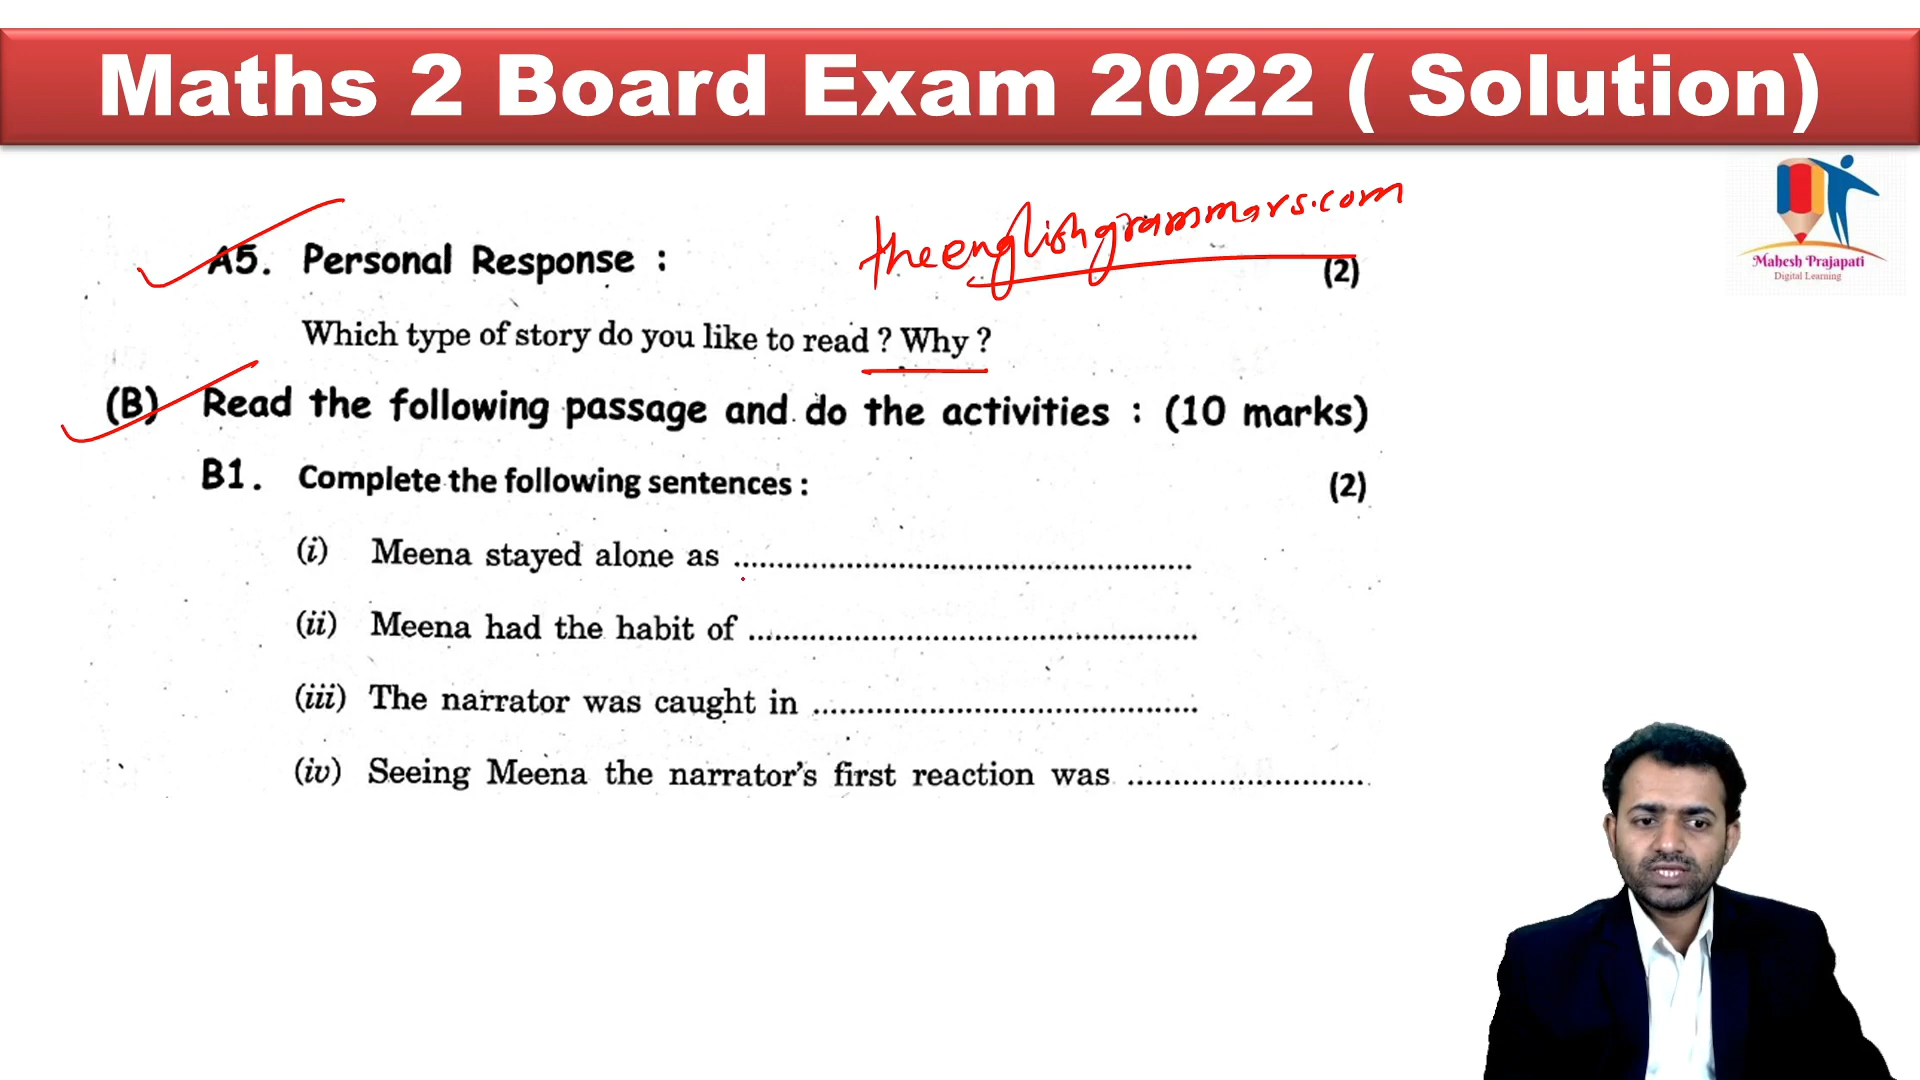 Maths 2 Board Exam 2022 ( Solution)
Mahesh Prajapati
Digital Learning
theenglishgrammars.com
A5. Personal Response : (2)
Which type of story do you like to read ? Why ?
(B) Read the following passage and do the activities : (10 marks)
B1. Complete the following sentences : (2)
(i) Meena stayed alone as ......................................................
(ii) Meena had the habit of .....................................................
(iii) The narrator was caught in .............................................
(iv) Seeing Meena the narrator's first reaction was ............................